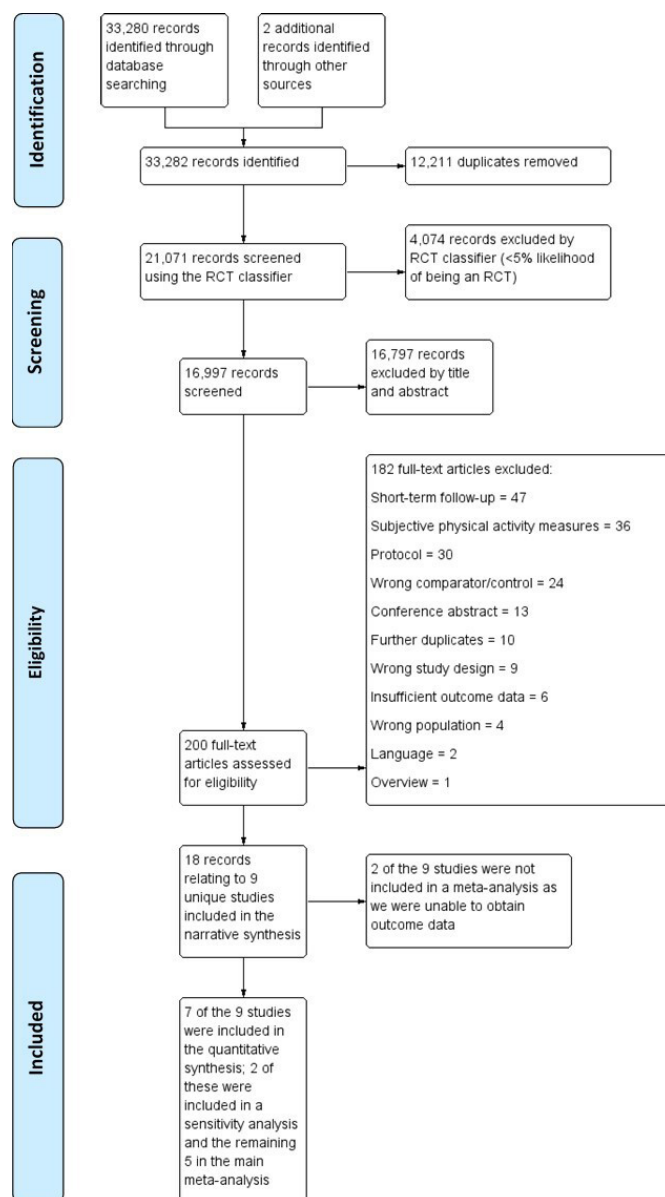 Identification
33,280 records
identified through
database
searching
2 additional
records identified
through other
sources
33,282 records identified
12,211 duplicates removed
Screening
21,071 records screened
using the RCT classifier
4,074 records excluded by
RCT classifier (<5% likelihood
of being an RCT)
16,997 records
screened
16,797 records
excluded by title
and abstract
Eligibility
182 full-text articles excluded:
Short-term follow-up = 47
Subjective physical activity measures = 36
Protocol = 30
Wrong comparator/control = 24
Conference abstract = 13
Further duplicates = 10
Wrong study design = 9
Insufficient outcome data = 6
Wrong population = 4
Language = 2
Overview = 1
200 full-text
articles assessed
for eligibility
Included
18 records
relating to 9
unique studies
included in the
narrative synthesis
2 of the 9 studies were not
included in a meta-analysis as
we were unable to obtain
outcome data
7 of the 9 studies
were included in
the quantitative
synthesis; 2 of
these were
included in a
sensitivity analysis
and the remaining
5 in the main
meta-analysis